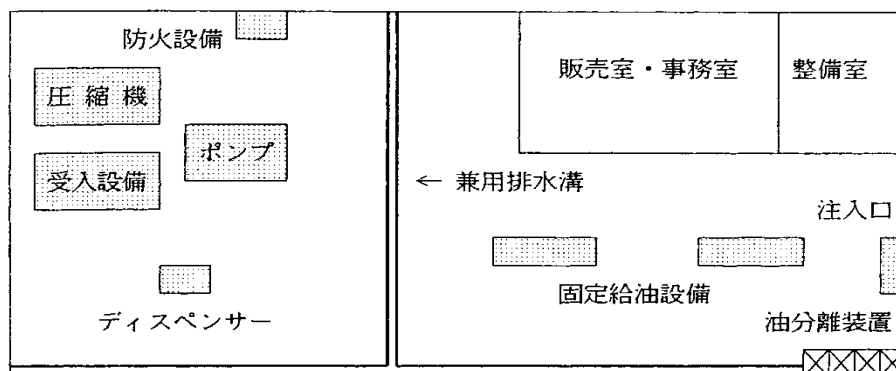 防火設備
圧縮機
ポンプ
受入設備
ディスペンサー
← 兼用排水溝
販売室・事務室
整備室
注入口
固定給油設備
油分離装置